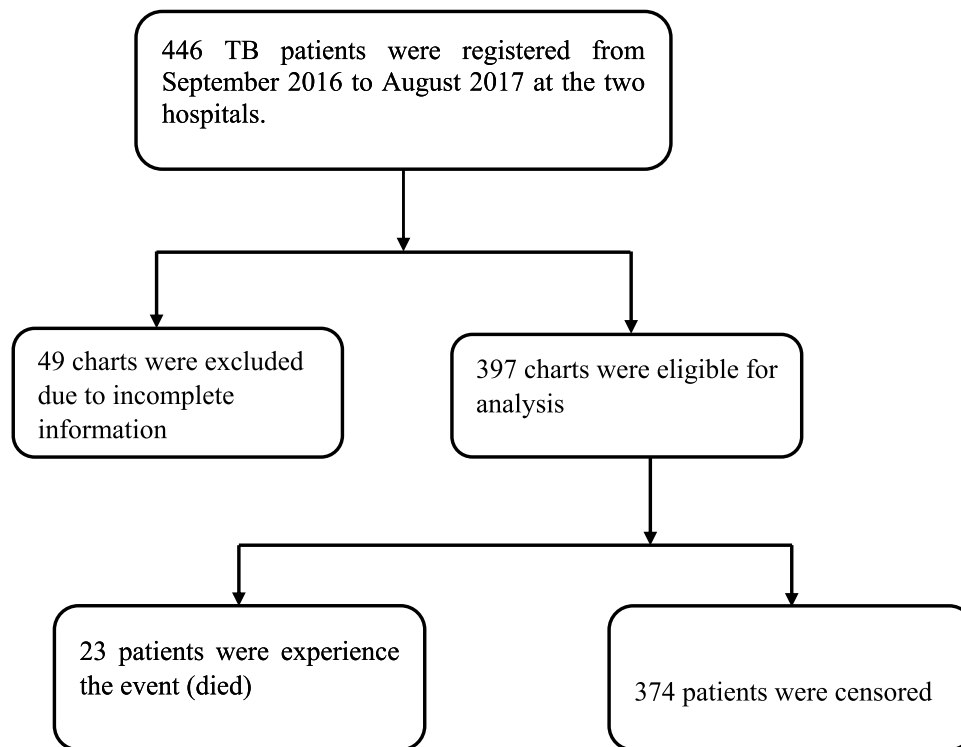 446 TB patients were registered from
September 2016 to August 2017 at the two
hospitals.
49 charts were excluded
due to incomplete
information
397 charts were eligible for
analysis
23 patients were experience
the event (died)
374 patients were censored